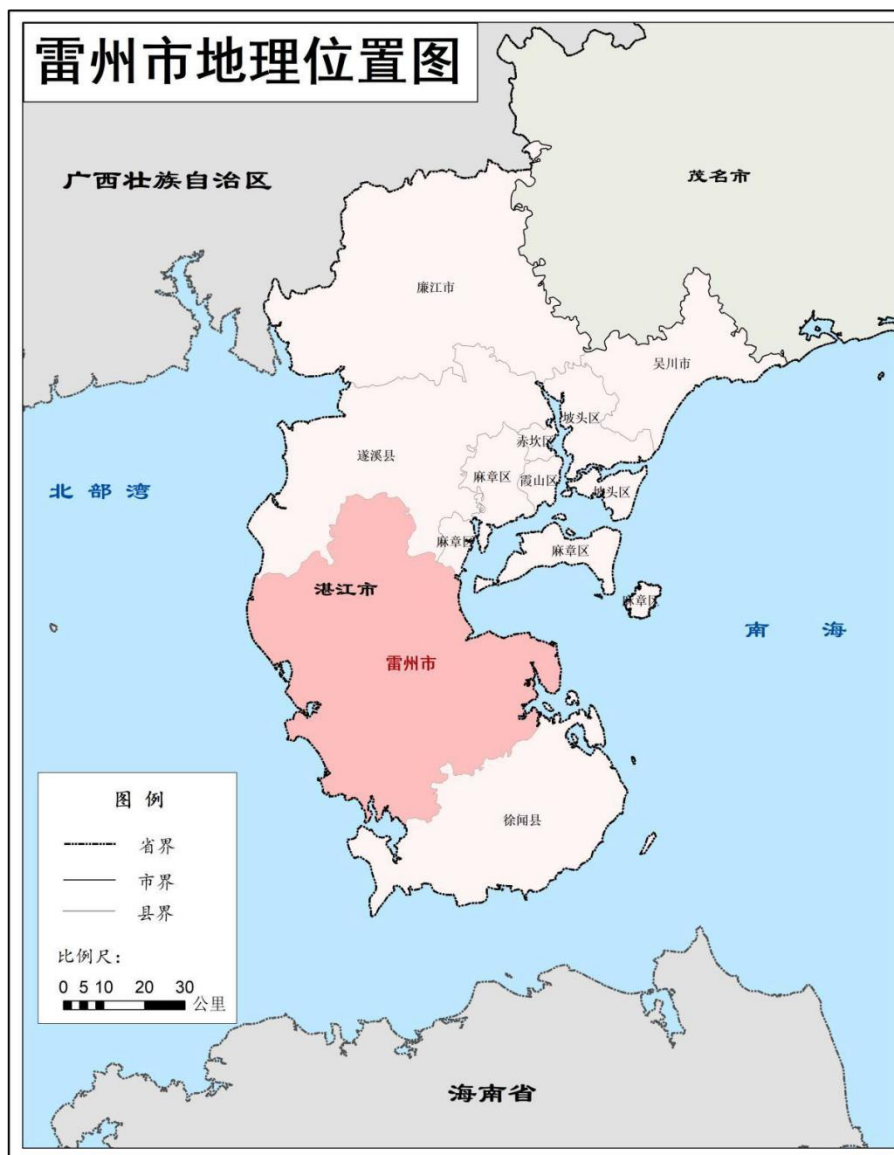 雷州市地理位置图
广西壮族自治区
茂名市
廉江市
吴川市
坡头区
赤坎区
遂溪县
麻章区
霞山区
坡头区
北部湾
麻章区
麻章区
湛江市
麻章区
南海
雷州市
图例
省界
市界
县界
比例尺:
0 5 10 20 30
公里
徐闻县
海南省